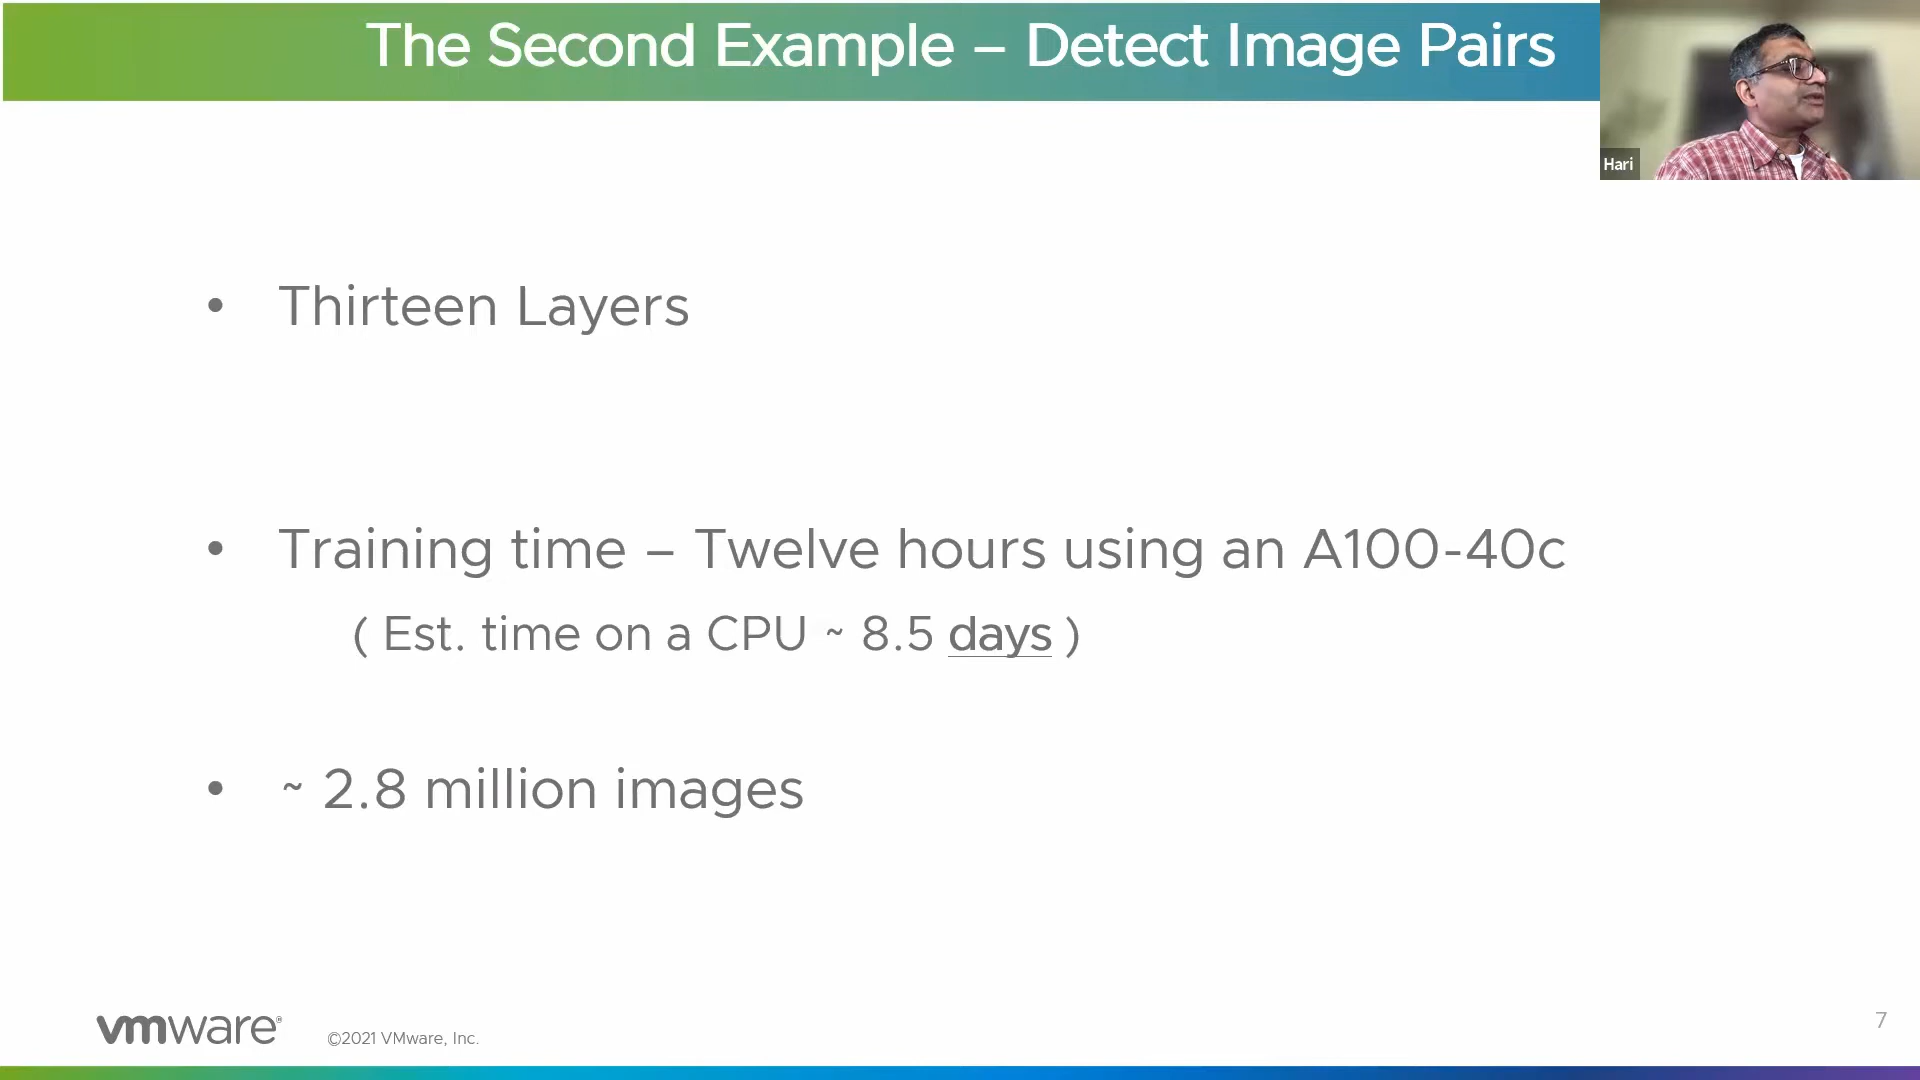 The Second Example – Detect Image Pairs
Hari
• Thirteen Layers
• Training time – Twelve hours using an A100-40c
( Est. time on a CPU ~ 8.5 days )
• ~ 2.8 million images
vmware®
©2021 VMware, Inc.
7